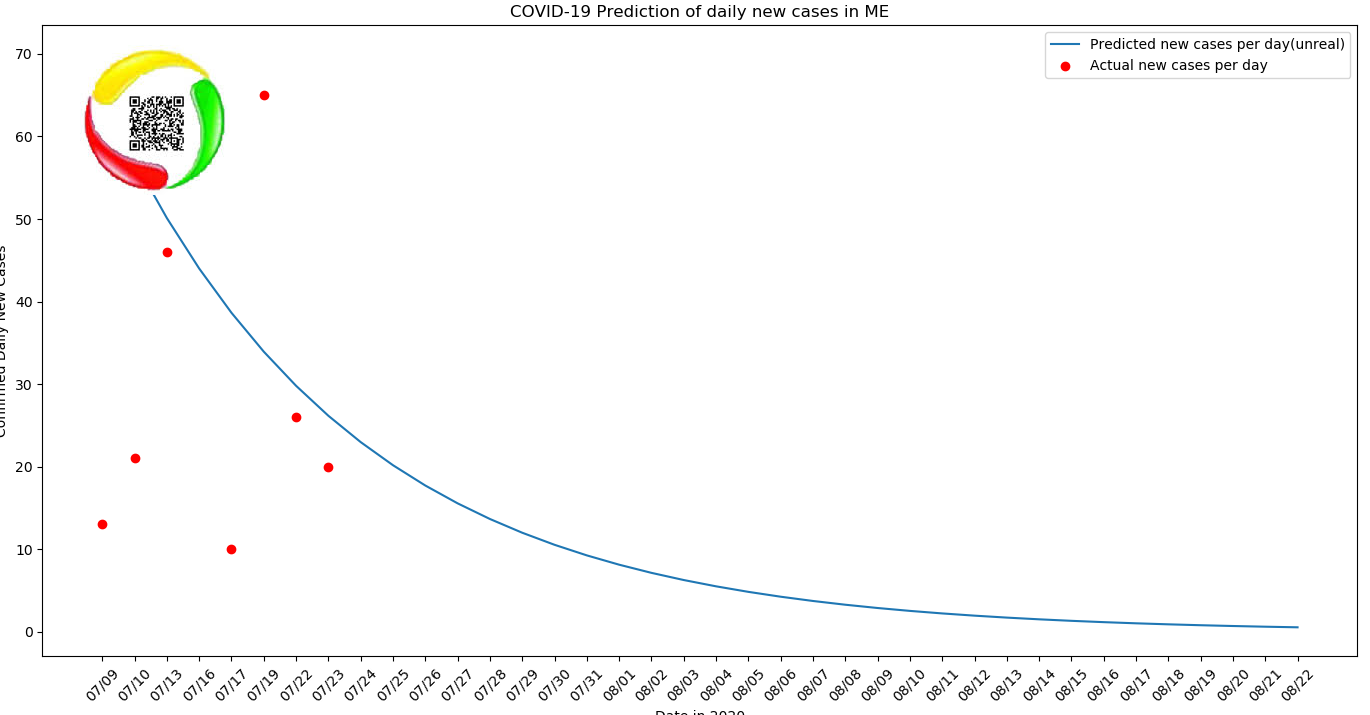 COVID-19 Prediction of daily new cases in ME
Predicted new cases per day(unreal)
Actual new cases per day
70
60
50
40
30
20
10
0
Confirmed Daily New Cases
07/09 07/10 07/13 07/16 07/17 07/19 07/22 07/23 07/24 07/25 07/26 07/27 07/28 07/29 07/30 07/31 08/01 08/02 08/03 08/04 08/05 08/06 08/07 08/08 08/09 08/10 08/11 08/12 08/13 08/14 08/15 08/16 08/17 08/18 08/19 08/20 08/21 08/22
Date in 2020